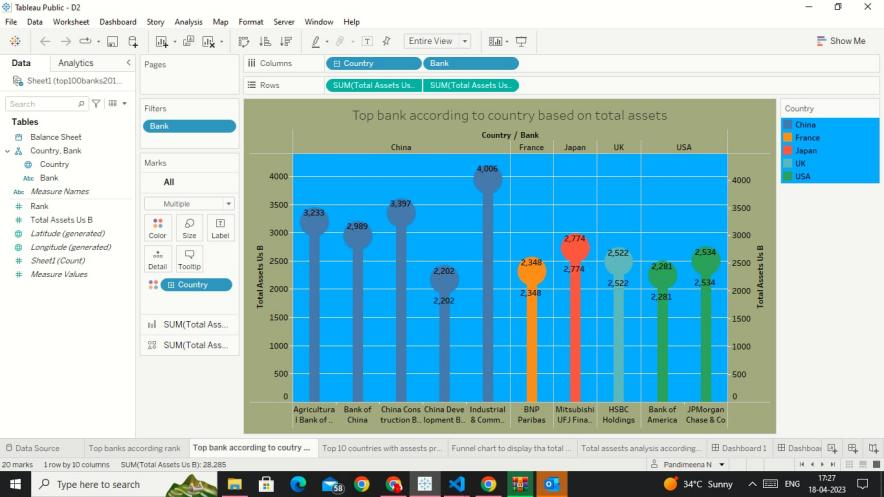 Tableau Public - D2
File Data Worksheet Dashboard Story Analysis Map Format Server Window Help
Entire View
Show Me
Data Analytics
Sheet1 (top100banks201...
Search
Tables
Balance Sheet
Country, Bank
Country
Abc Bank
Abc Measure Names
# Rank
# Total Assets Us B
Latitude (generated)
Longitude (generated)
# Sheet1 (Count)
# Measure Values
Pages
Filters
Bank
Marks
All
Multiple
Color Size Label
Detail Tooltip
Country
SUM(Total Ass...
SUM(Total Ass...
Columns Country Bank
Rows SUM(Total Assets Us.. SUM(Total Assets Us..
Top bank according to country based on total assets
Country / Bank
China France Japan UK USA
Total Assets Us B
4000
3500
3000
2500
2000
1500
1000
500
0
3,233
2,989
3,397
2,202
2,202
4,006
2,348
2,348
2,774
2,774
2,522
2,522
2,281
2,281
2,534
2,534
4000
3500
3000
2500
2000
1500
1000
500
0
Total Assets Us B
Agricultura
l Bank of ..
Bank of
China
China Cons
truction B..
China Deve
lopment B..
Industrial
& Comm..
BNP
Paribas
Mitsubishi
UFJ Fina..
HSBC
Holdings
Bank of
America
JPMorgan
Chase & Co
Country
China
France
Japan
UK
USA
Data Source Top banks according rank Top bank according to coutry ... Top 10 countries with assests pr... Funnel chart to display tha total ... Total assests analysis according... Dashboard 1 Dashboar
20 marks 1 row by 10 columns SUM(Total Assets Us B): 28,285 Pandimeena N
Type here to search 58 34°C Sunny ENG 17:27
18-04-2023